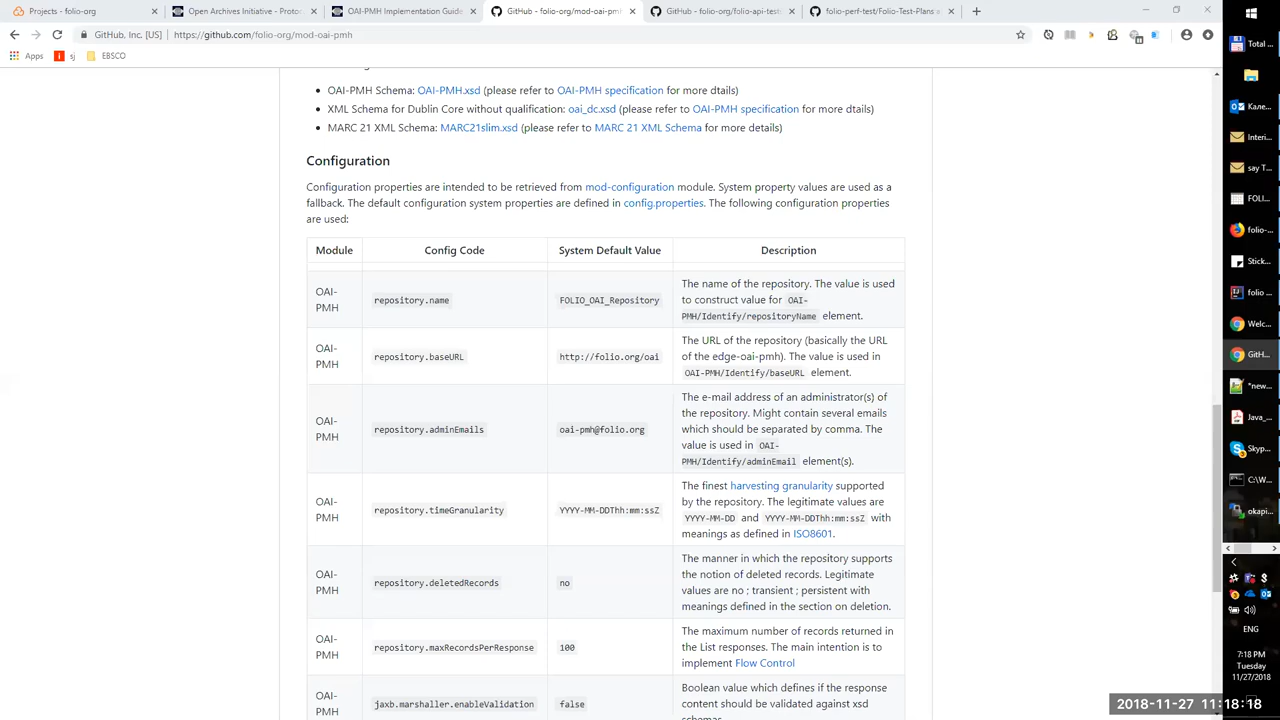 Projects - folio-org
Open Archives Initiative - Protoc
OAI-PMH Implementation Guide
GitHub - folio-org/mod-oai-pmh
GitHub - folio-org/folio-api-tests
folio-perf-test/Folio-Test-Plans
GitHub, Inc. [US] | https://github.com/folio-org/mod-oai-pmh
Apps sj EBSCO
OAI-PMH Schema: OAI-PMH.xsd (please refer to OAI-PMH specification for more dtails)
XML Schema for Dublin Core without qualification: oai_dc.xsd (please refer to OAI-PMH specification for more dtails)
MARC 21 XML Schema: MARC21slim.xsd (please refer to MARC 21 XML Schema for more details)
Configuration
Configuration properties are intended to be retrieved from mod-configuration module. System property values are used as a
fallback. The default configuration system properties are defined in config.properties. The following configuration properties
are used:
Module Config Code System Default Value Description
OAI-
PMH
repository.name
FOLIO_OAI_Repository
The name of the repository. The value is used
to construct value for OAI-
PMH/Identify/repositoryName element.
OAI-
PMH
repository.baseURL
http://folio.org/oai
The URL of the repository (basically the URL
of the edge-oai-pmh). The value is used in
OAI-PMH/Identify/baseURL element.
OAI-
PMH
repository.adminEmails
oai-pmh@folio.org
The e-mail address of an administrator(s) of
the repository. Might contain several emails
which should be separated by comma. The
value is used in OAI-
PMH/Identify/adminEmail element(s).
OAI-
PMH
repository.timeGranularity
YYYY-MM-DDThh:mm:ssZ
The finest harvesting granularity supported
by the repository. The legitimate values are
YYYY-MM-DD and YYYY-MM-DDThh:mm:ssZ with
meanings as defined in ISO8601.
OAI-
PMH
repository.deletedRecords
no
The manner in which the repository supports
the notion of deleted records. Legitimate
values are no ; transient ; persistent with
meanings defined in the section on deletion.
OAI-
PMH
repository.maxRecordsPerResponse
100
The maximum number of records returned in
the List responses. The main intention is to
implement Flow Control
OAI-
PMH
jaxb.marshaller.enableValidation
false
Boolean value which defines if the response
content should be validated against xsd
schemas.
Total ...
Кале...
Interi...
say T...
FOLI...
folio-...
Stick...
folio ...
Welc...
GitH...
*new...
Java_...
Skyp...
C:\W...
okapi...
ENG
7:18 PM
Tuesday
11/27/2018
2018-11-27 11:18:18